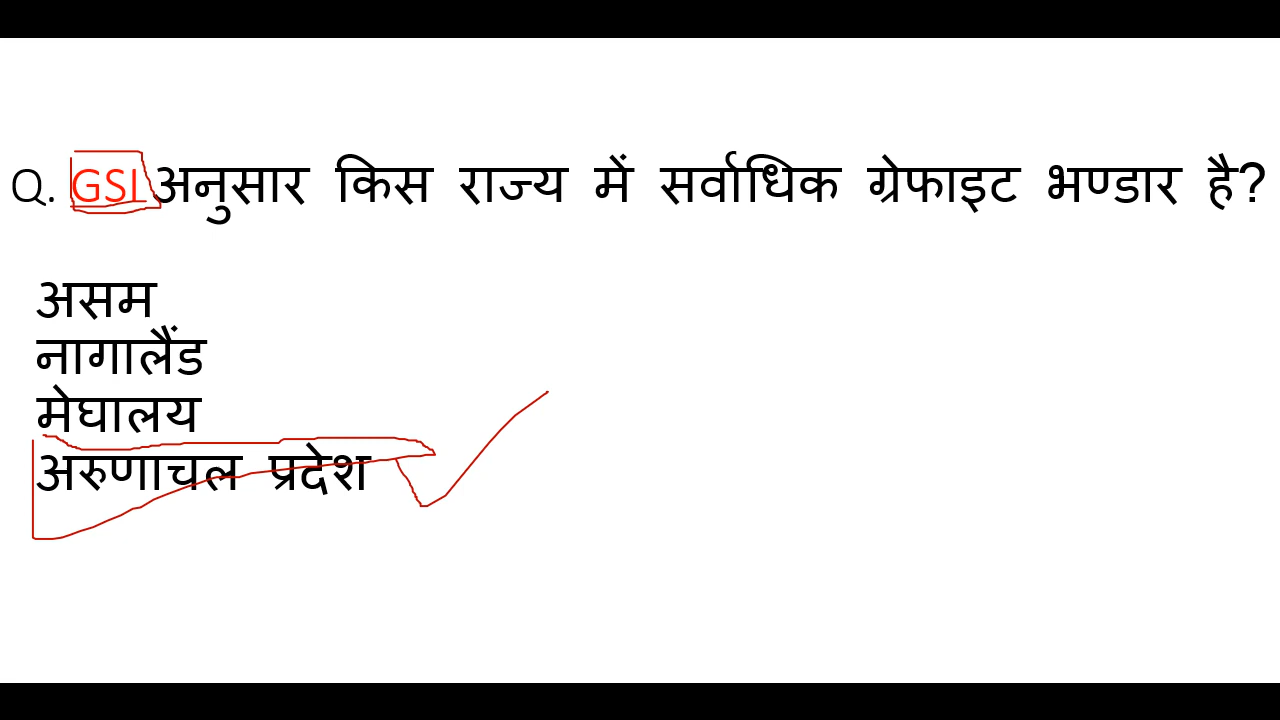 Q. GSI अनुसार किस राज्य में सर्वाधिक ग्रेफाइट भण्डार है?
असम
नागालैंड
मेघालय
अरुणाचल प्रदेश